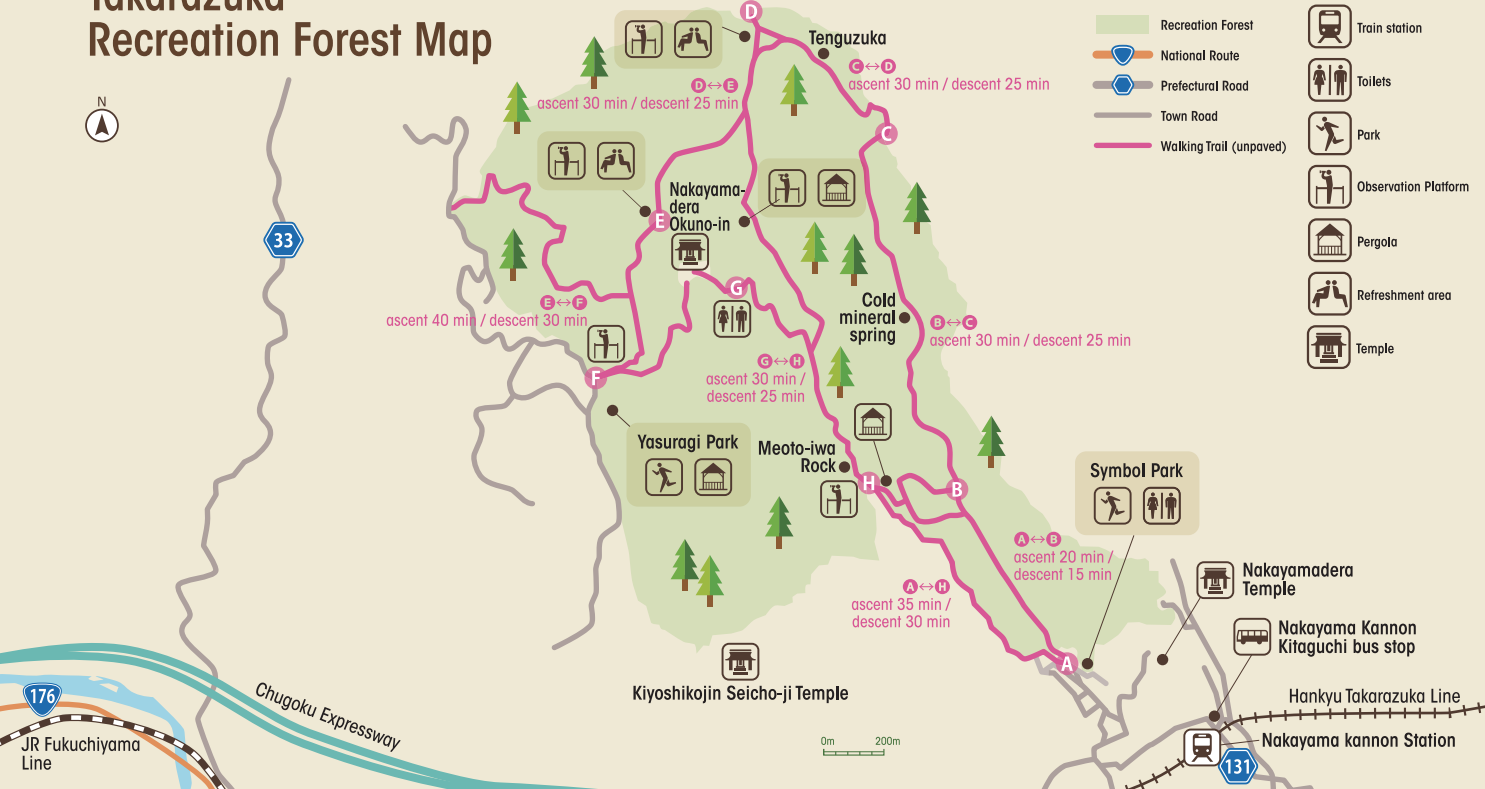 Takarazuka
Recreation Forest Map
N
33
176
JR Fukuchiyama
Line
Chugoku Expressway
D
Tenguzuka
C↔D
ascent 30 min / descent 25 min
D↔E
ascent 30 min / descent 25 min
C
Nakayama-
dera
Okuno-in
E
G
E↔F
ascent 40 min / descent 30 min
F
Cold
mineral
spring
B↔C
ascent 30 min / descent 25 min
G↔H
ascent 30 min /
descent 25 min
Yasuragi Park
Meoto-iwa
Rock
H
B
Symbol Park
A↔B
ascent 20 min /
descent 15 min
A↔H
ascent 35 min /
descent 30 min
A
Kiyoshikojin Seicho-ji Temple
Nakayamadera
Temple
Nakayama Kannon
Kitaguchi bus stop
Hankyu Takarazuka Line
Nakayama kannon Station
131
0m 200m
Recreation Forest
National Route
Prefectural Road
Town Road
Walking Trail (unpaved)
Train station
Toilets
Park
Observation Platform
Pergola
Refreshment area
Temple